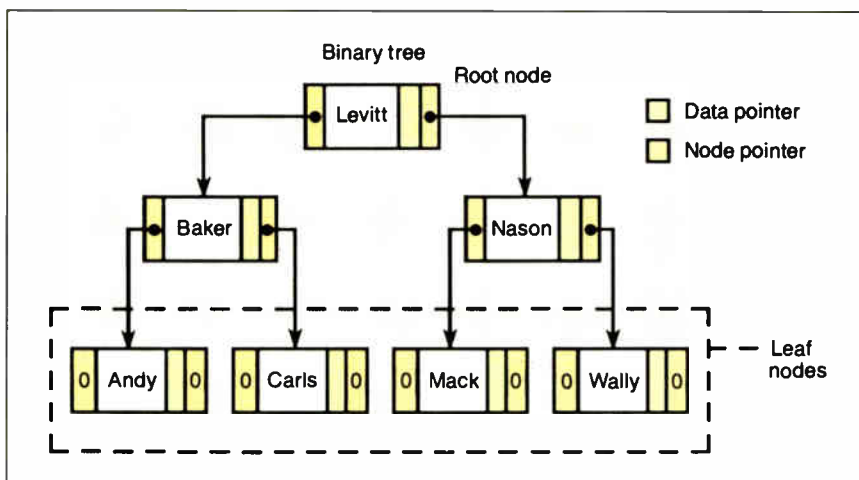 Binary tree
Root node
Levitt
Data pointer
Node pointer
Baker
Nason
0 Andy 0
0 Carls 0
0 Mack 0
0 Wally 0
Leaf
nodes